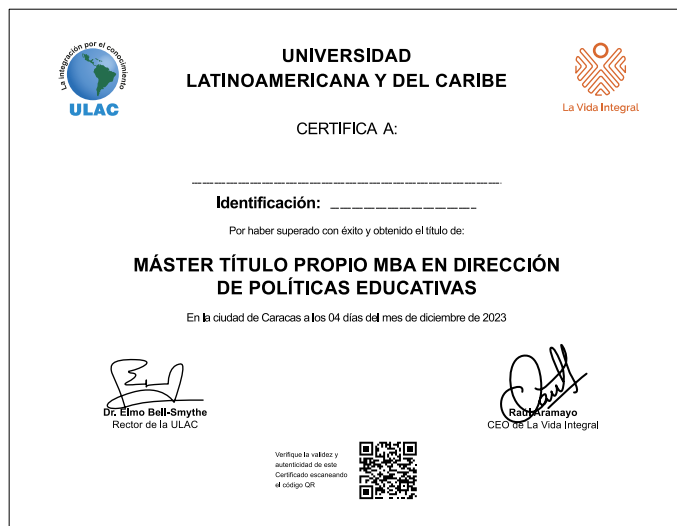 La integración por el conocimiento
ULAC
UNIVERSIDAD
LATINOAMERICANA Y DEL CARIBE
La Vida Integral
CERTIFICA A:
Identificación:
Por haber superado con éxito y obtenido el título de:
MÁSTER TÍTULO PROPIO MBA EN DIRECCIÓN
DE POLÍTICAS EDUCATIVAS
En la ciudad de Caracas a los 04 días del mes de diciembre de 2023
Dr. Elmo Bell-Smythe
Rector de la ULAC
Raúl Aramayo
CEO de La Vida Integral
Verifique la validez y
autenticidad de este
Certificado escaneando
el código QR